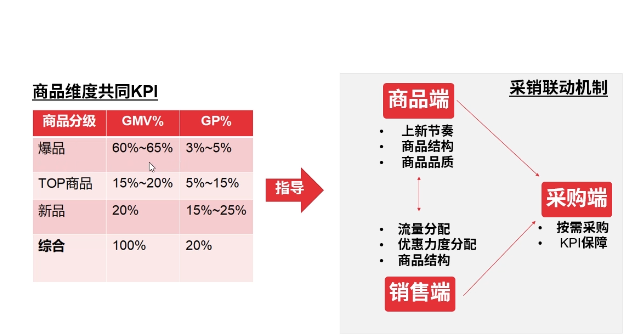 商品维度共同KPI
商品分级 GMV% GP%
爆品 60%~65% 3%~5%
TOP商品 15%~20% 5%~15%
新品 20% 15%~25%
综合 100% 20%
指导
采销联动机制
商品端
• 上新节奏
• 商品结构
• 商品品质
• 流量分配
• 优惠力度分配
• 商品结构
销售端
采购端
• 按需采购
• KPI保障